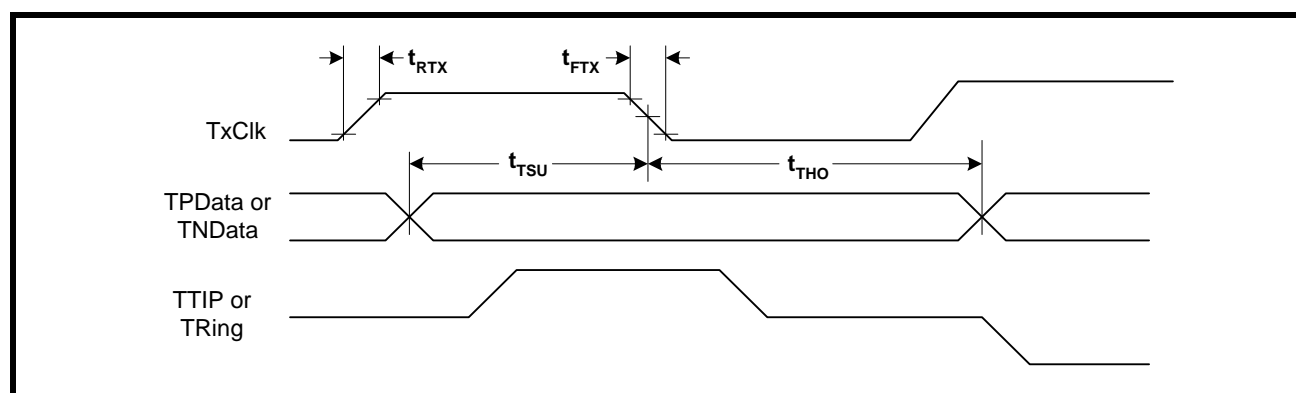 tRTX
tFTX
TxClk
tTSU
tTHO
TPData or
TNData
TTIP or
TRing